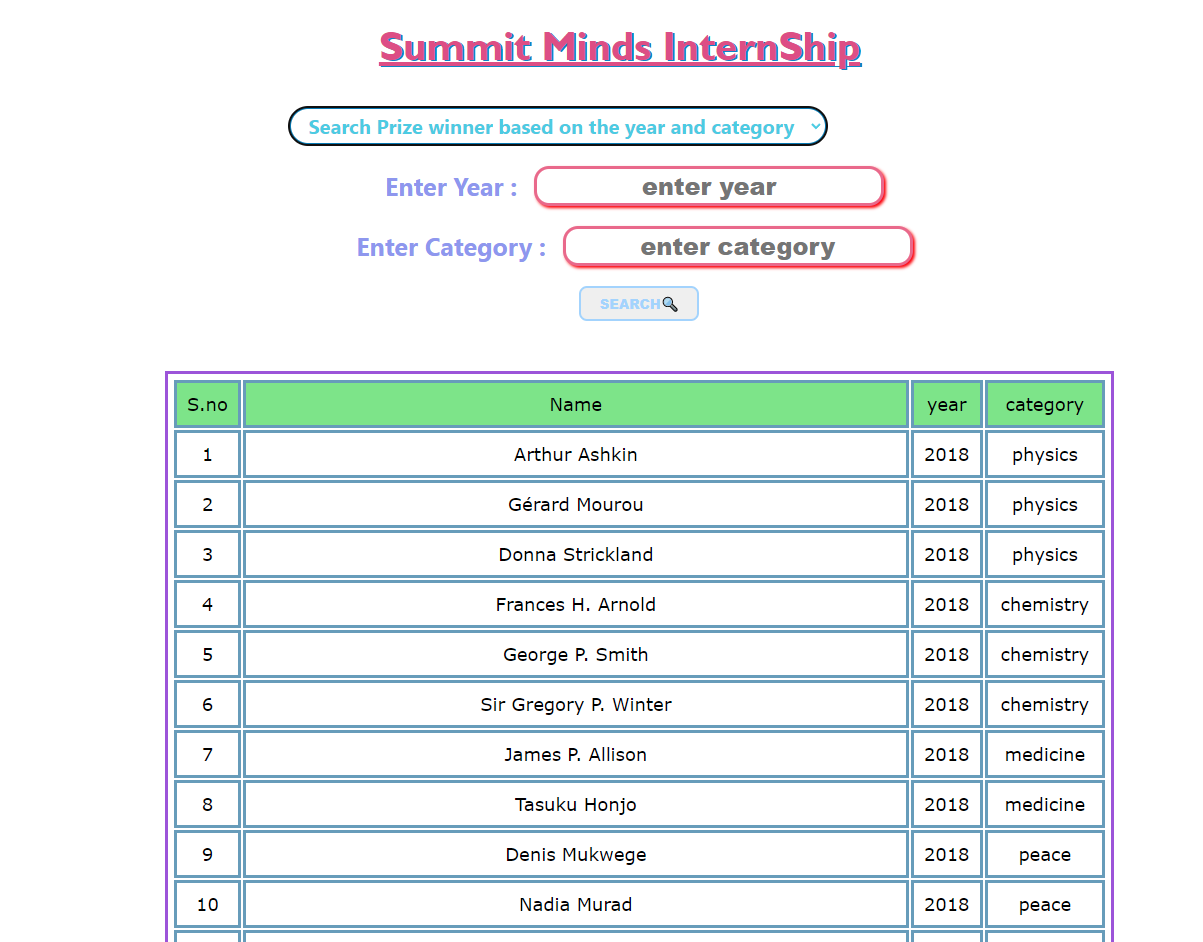 Summit Minds InternShip
Search Prize winner based on the year and category
Enter Year : enter year
Enter Category : enter category
SEARCH🔍
S.no Name year category
1 Arthur Ashkin 2018 physics
2 Gérard Mourou 2018 physics
3 Donna Strickland 2018 physics
4 Frances H. Arnold 2018 chemistry
5 George P. Smith 2018 chemistry
6 Sir Gregory P. Winter 2018 chemistry
7 James P. Allison 2018 medicine
8 Tasuku Honjo 2018 medicine
9 Denis Mukwege 2018 peace
10 Nadia Murad 2018 peace